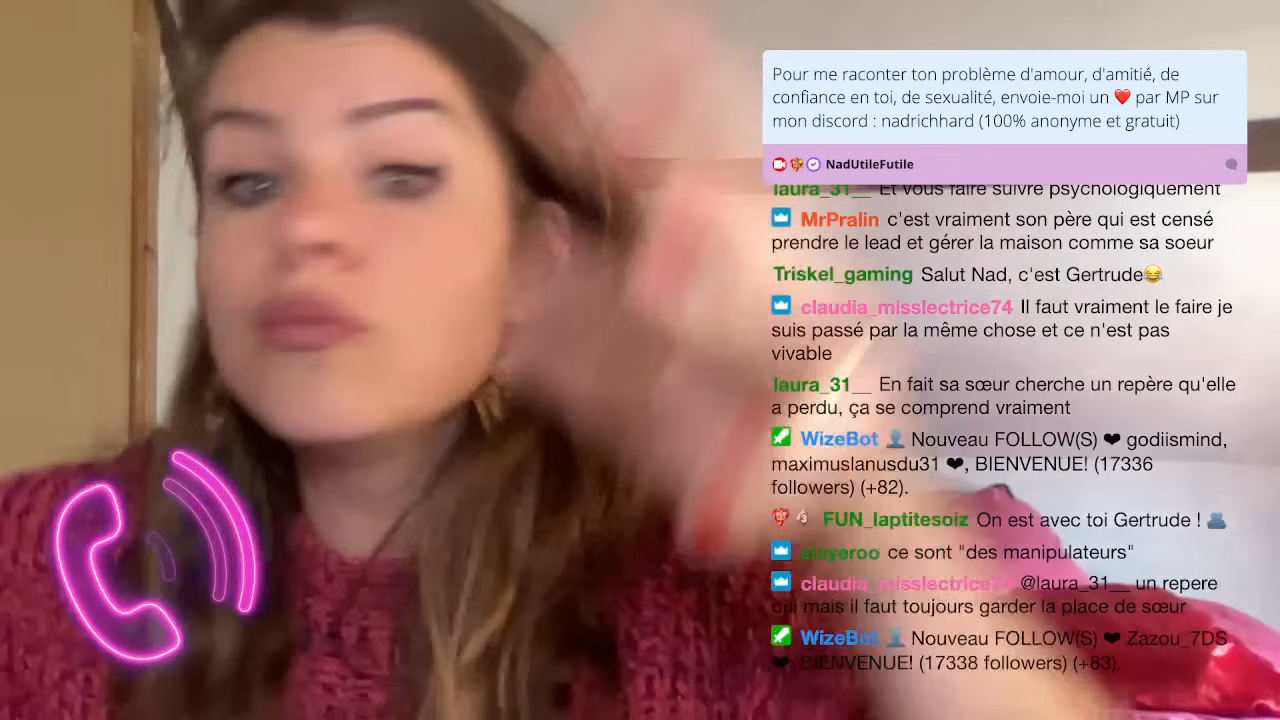 Pour me raconter ton problème d'amour, d'amitié, de
confiance en toi, de sexualité, envoie-moi un ❤️ par MP sur
mon discord : nadrichhard (100% anonyme et gratuit)
NadUtileFutile
laura_31__ Et vous faire suivre psychologiquement
MrPralin c'est vraiment son père qui est censé
prendre le lead et gérer la maison comme sa soeur
Triskel_gaming Salut Nad, c'est Gertrude😂
claudia_misslectrice74 Il faut vraiment le faire je
suis passé par la même chose et ce n'est pas
vivable
laura_31__ En fait sa sœur cherche un repère qu'elle
a perdu, ça se comprend vraiment
WizeBot 👤 Nouveau FOLLOW(S) ❤ godiismind,
maximuslanusdu31 ❤, BIENVENUE! (17336
followers) (+82).
FUN_laptitesoiz On est avec toi Gertrude ! 🫂
slayeroo ce sont "des manipulateurs"
claudia_misslectrice74 @laura_31__ un repere
oui mais il faut toujours garder la place de sœur
WizeBot 👤 Nouveau FOLLOW(S) ❤ Zazou_7DS
❤, BIENVENUE! (17338 followers) (+83).